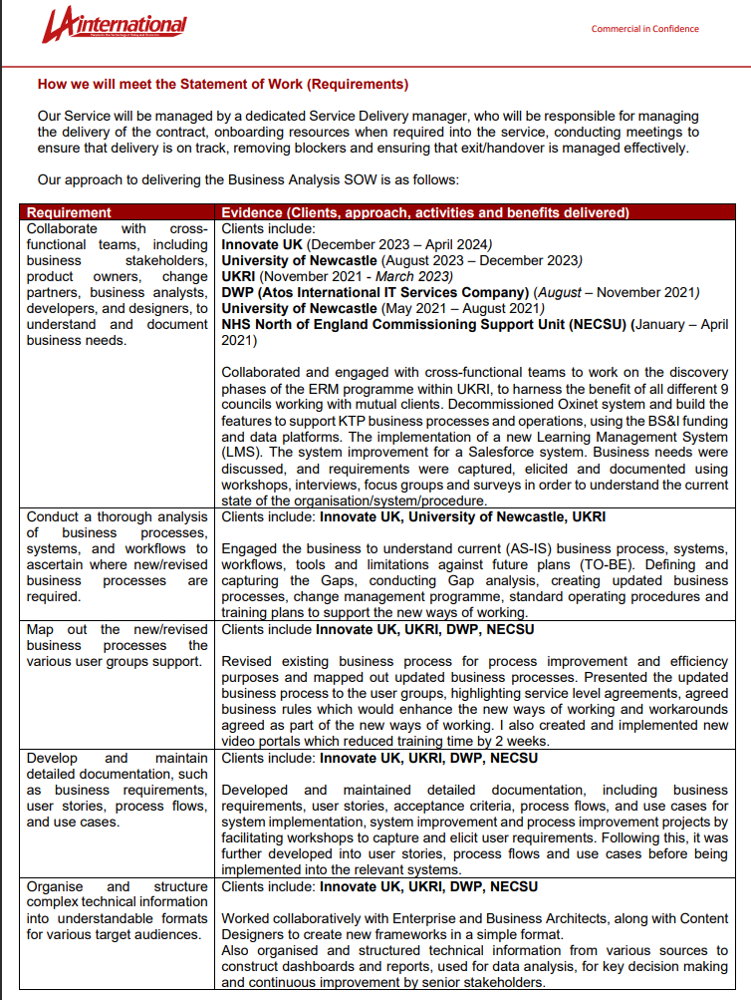 LA international
Commercial in Confidence
How we will meet the Statement of Work (Requirements)
Our Service will be managed by a dedicated Service Delivery manager, who will be responsible for managing
the delivery of the contract, onboarding resources when required into the service, conducting meetings to
ensure that delivery is on track, removing blockers and ensuring that exit/handover is managed effectively.
Our approach to delivering the Business Analysis SOW is as follows:
Requirement
Evidence (Clients, approach, activities and benefits delivered)
Collaborate with cross-
functional teams, including
business stakeholders,
product owners, change
partners, business analysts,
developers, and designers, to
understand and document
business needs.
Clients include:
Innovate UK (December 2023 – April 2024)
University of Newcastle (August 2023 – December 2023)
UKRI (November 2021 - March 2023)
DWP (Atos International IT Services Company) (August – November 2021)
University of Newcastle (May 2021 – August 2021)
NHS North of England Commissioning Support Unit (NECSU) (January – April
2021)
Collaborated and engaged with cross-functional teams to work on the discovery
phases of the ERM programme within UKRI, to harness the benefit of all different 9
councils working with mutual clients. Decommissioned Oxinet system and build the
features to support KTP business processes and operations, using the BS&I funding
and data platforms. The implementation of a new Learning Management System
(LMS). The system improvement for a Salesforce system. Business needs were
discussed, and requirements were captured, elicited and documented using
workshops, interviews, focus groups and surveys in order to understand the current
state of the organisation/system/procedure.
Conduct a thorough analysis
of business processes,
systems, and workflows to
ascertain where new/revised
business processes are
required.
Clients include: Innovate UK, University of Newcastle, UKRI
Engaged the business to understand current (AS-IS) business process, systems,
workflows, tools and limitations against future plans (TO-BE). Defining and
capturing the Gaps, conducting Gap analysis, creating updated business
processes, change management programme, standard operating procedures and
training plans to support the new ways of working.
Map out the new/revised
business processes the
various user groups support.
Clients include Innovate UK, UKRI, DWP, NECSU
Revised existing business process for process improvement and efficiency
purposes and mapped out updated business processes. Presented the updated
business process to the user groups, highlighting service level agreements, agreed
business rules which would enhance the new ways of working and workarounds
agreed as part of the new ways of working. I also created and implemented new
video portals which reduced training time by 2 weeks.
Develop and maintain
detailed documentation, such
as business requirements,
user stories, process flows,
and use cases.
Clients include: Innovate UK, UKRI, DWP, NECSU
Developed and maintained detailed documentation, including business
requirements, user stories, acceptance criteria, process flows, and use cases for
system implementation, system improvement and process improvement projects by
facilitating workshops to capture and elicit user requirements. Following this, it was
further developed into user stories, process flows and use cases before being
implemented into the relevant systems.
Organise and structure
complex technical information
into understandable formats
for various target audiences.
Clients include: Innovate UK, UKRI, DWP, NECSU
Worked collaboratively with Enterprise and Business Architects, along with Content
Designers to create new frameworks in a simple format.
Also organised and structured technical information from various sources to
construct dashboards and reports, used for data analysis, for key decision making
and continuous improvement by senior stakeholders.